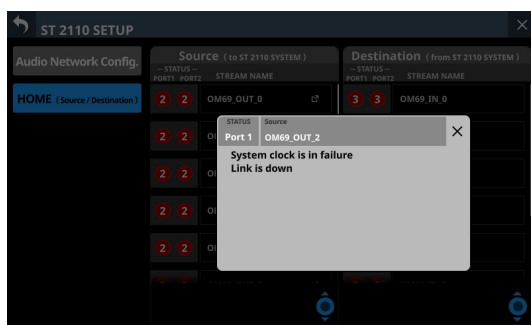 ST 2110 SETUP
Audio Network Config.
HOME (Source / Destination)
Source (to ST 2110 SYSTEM)
-- STATUS --
PORT1 PORT2 STREAM NAME
2 2 OM69_OUT_0
2 2
2 2
2 2
2 2
2 2
Destination (from ST 2110 SYSTEM)
-- STATUS --
PORT1 PORT2 STREAM NAME
3 3 OM69_IN_0
STATUS Source
Port 1 OM69_OUT_2
System clock is in failure
Link is down